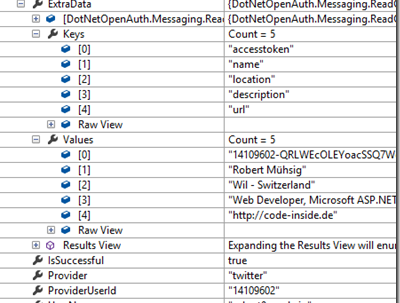 ExtraData {DotNetOpenAuth.Messaging.ReadO
[DotNetOpenAuth.Messaging.Read {DotNetOpenAuth.Messaging.ReadO
Keys Count = 5
[0] "accesstoken"
[1] "name"
[2] "location"
[3] "description"
[4] "url"
Raw View
Values Count = 5
[0] "14109602-QRLWEcOLEYoacSSQ7W
[1] "Robert Mühsig"
[2] "Wil - Switzerland"
[3] "Web Developer, Microsoft ASP.NET
[4] "http://code-inside.de"
Raw View
Results View Expanding the Results View will enu
IsSuccessful true
Provider "twitter"
ProviderUserId "14109602"